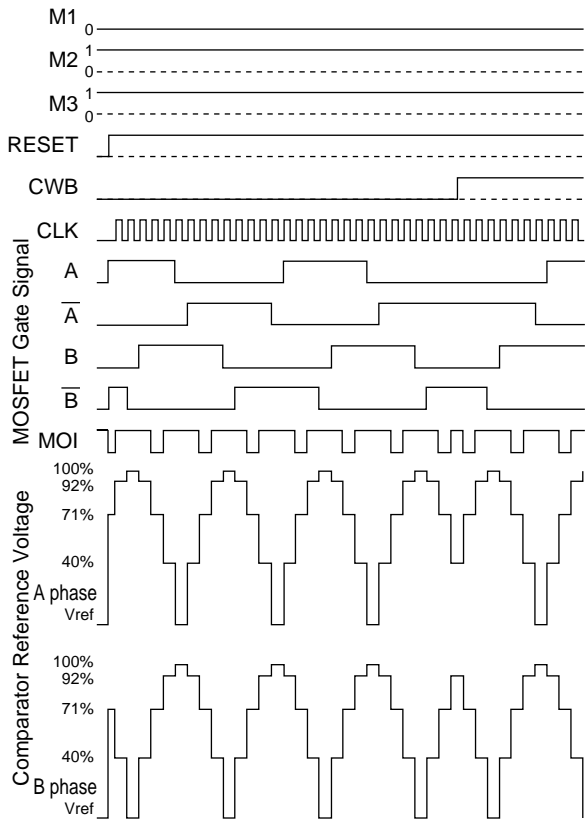 M1
0
1
M2
0
1
M3
0
RESET
CWB
CLK
MOSFET Gate Signal
A
A
B
B
MOI
Comparator Reference Voltage
100%
92%
71%
40%
A phase
Vref
100%
92%
71%
40%
B phase
Vref